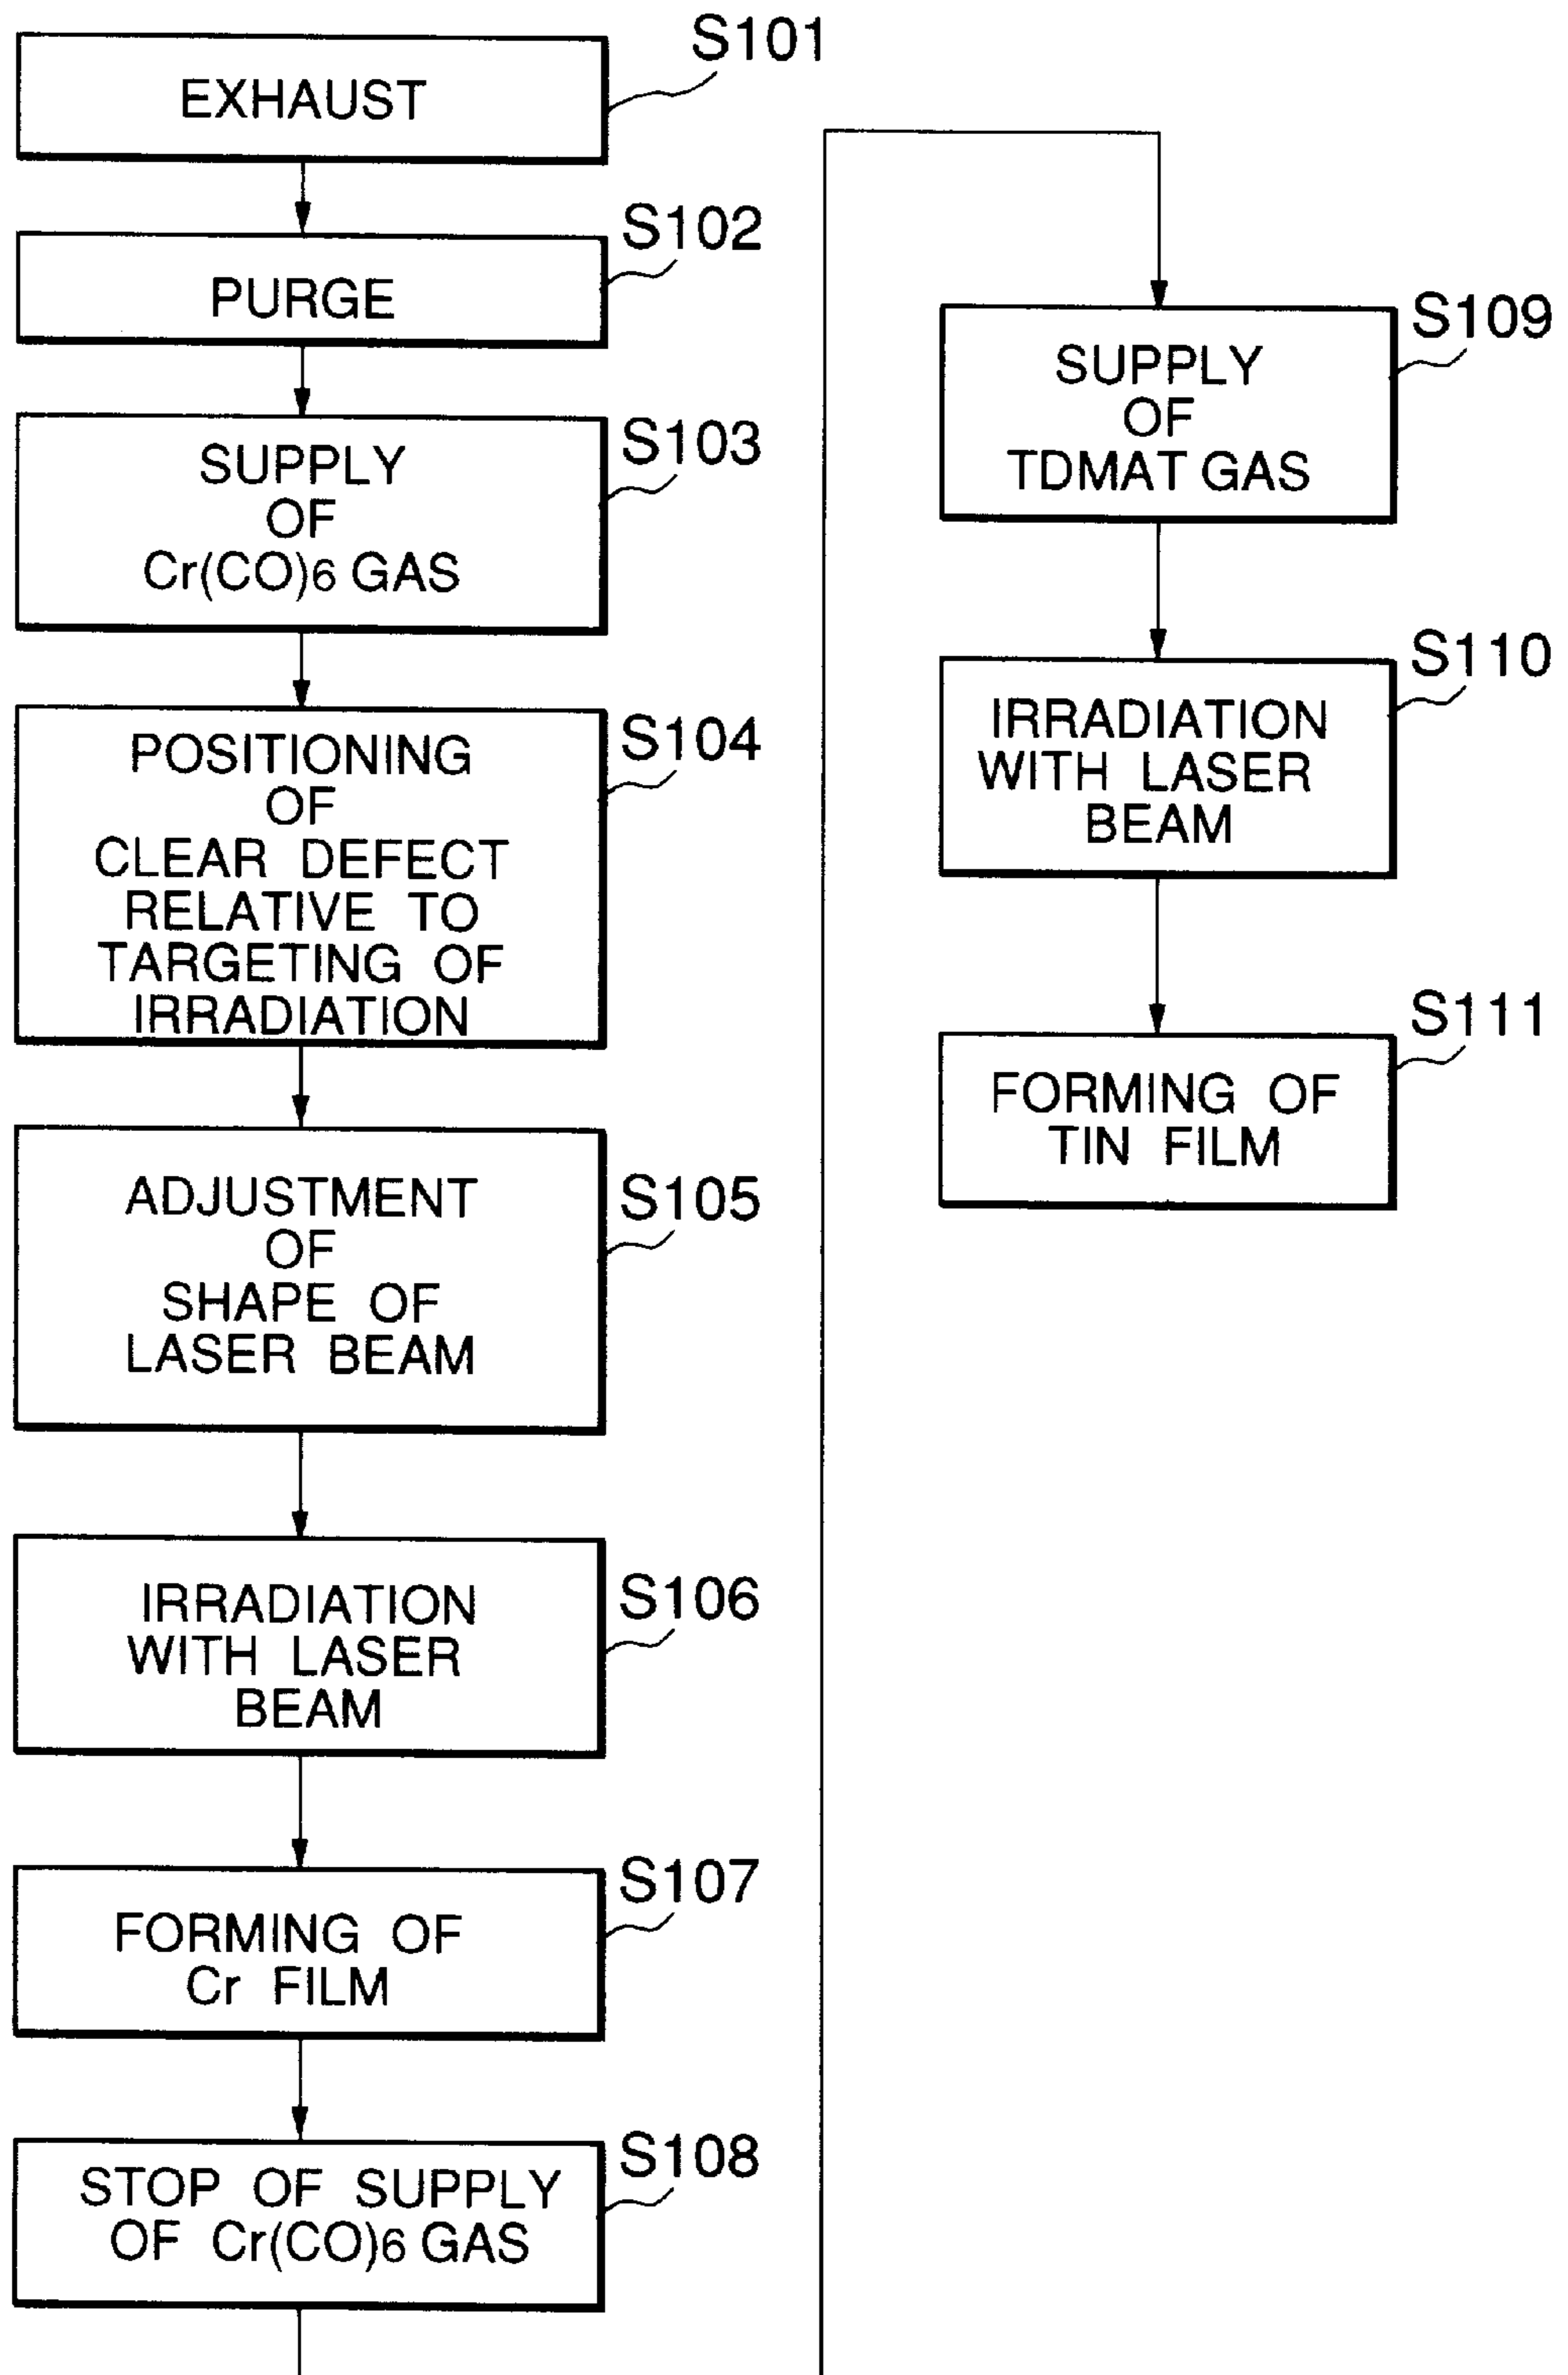 S101
EXHAUST
S102
PURGE
S103
SUPPLY
OF
Cr(CO)6 GAS
S104
POSITIONING
OF
CLEAR DEFECT
RELATIVE TO
TARGETING OF
IRRADIATION
S105
ADJUSTMENT
OF
SHAPE OF
LASER BEAM
S106
IRRADIATION
WITH LASER
BEAM
S107
FORMING OF
Cr FILM
S108
STOP OF SUPPLY
OF Cr(CO)6 GAS
S109
SUPPLY
OF
TDMAT GAS
S110
IRRADIATION
WITH LASER
BEAM
S111
FORMING OF
TIN FILM